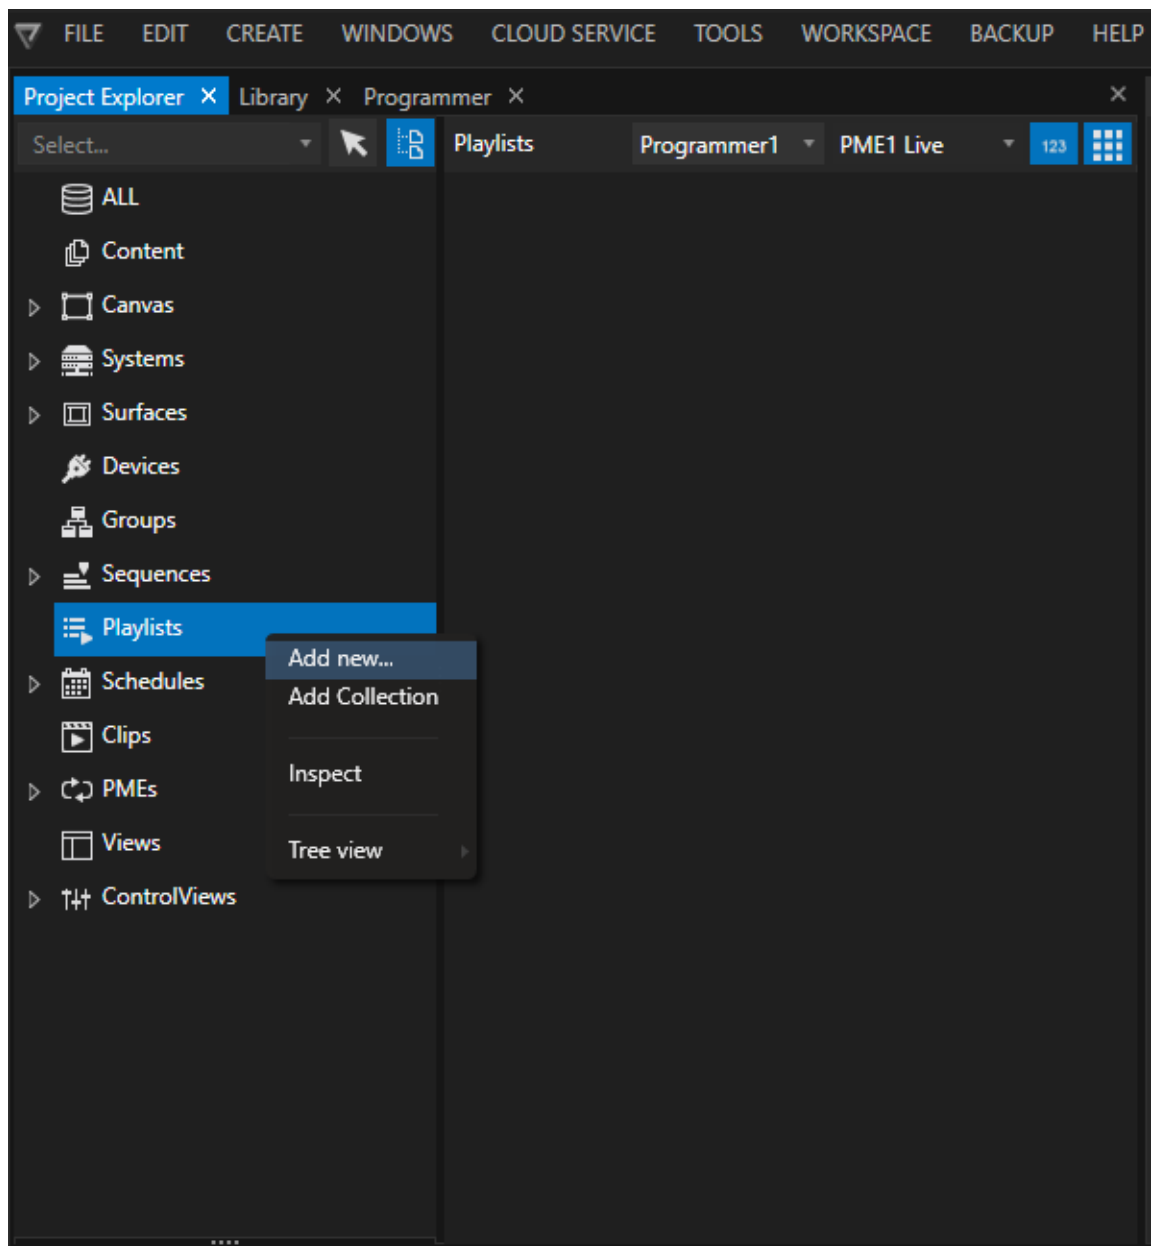 FILE EDIT CREATE WINDOWS CLOUD SERVICE TOOLS WORKSPACE BACKUP HELP
Project Explorer Library Programmer
Select... Playlists Programmer1 PME1 Live 123
ALL
Content
Canvas
Systems
Surfaces
Devices
Groups
Sequences
Playlists
Add new...
Schedules
Add Collection
Clips
Inspect
PMEs
Views
Tree view
ControlViews